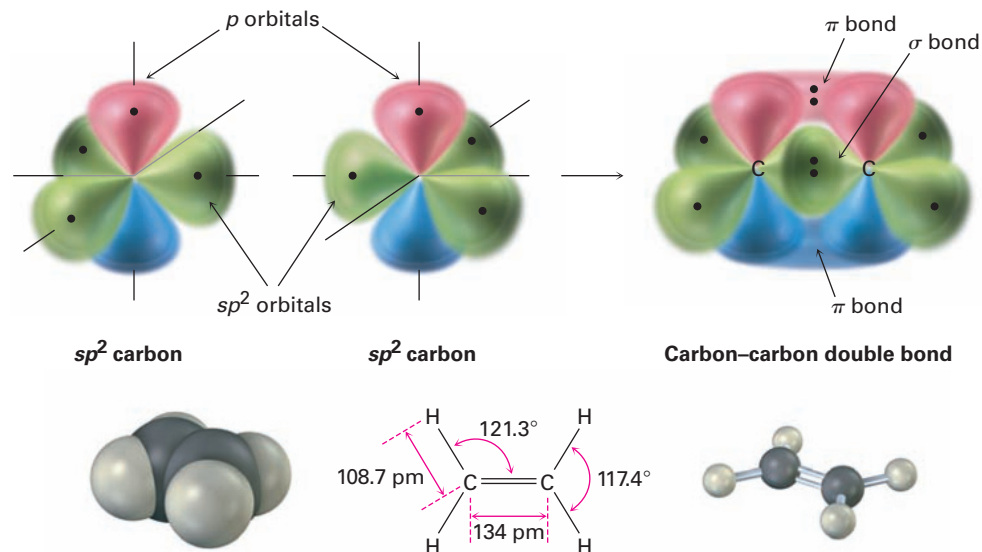 p orbitals
π bond
σ bond
C
C
sp² orbitals
π bond
sp² carbon
sp² carbon
Carbon–carbon double bond
H
H
121.3°
108.7 pm
C
C
117.4°
134 pm
H
H